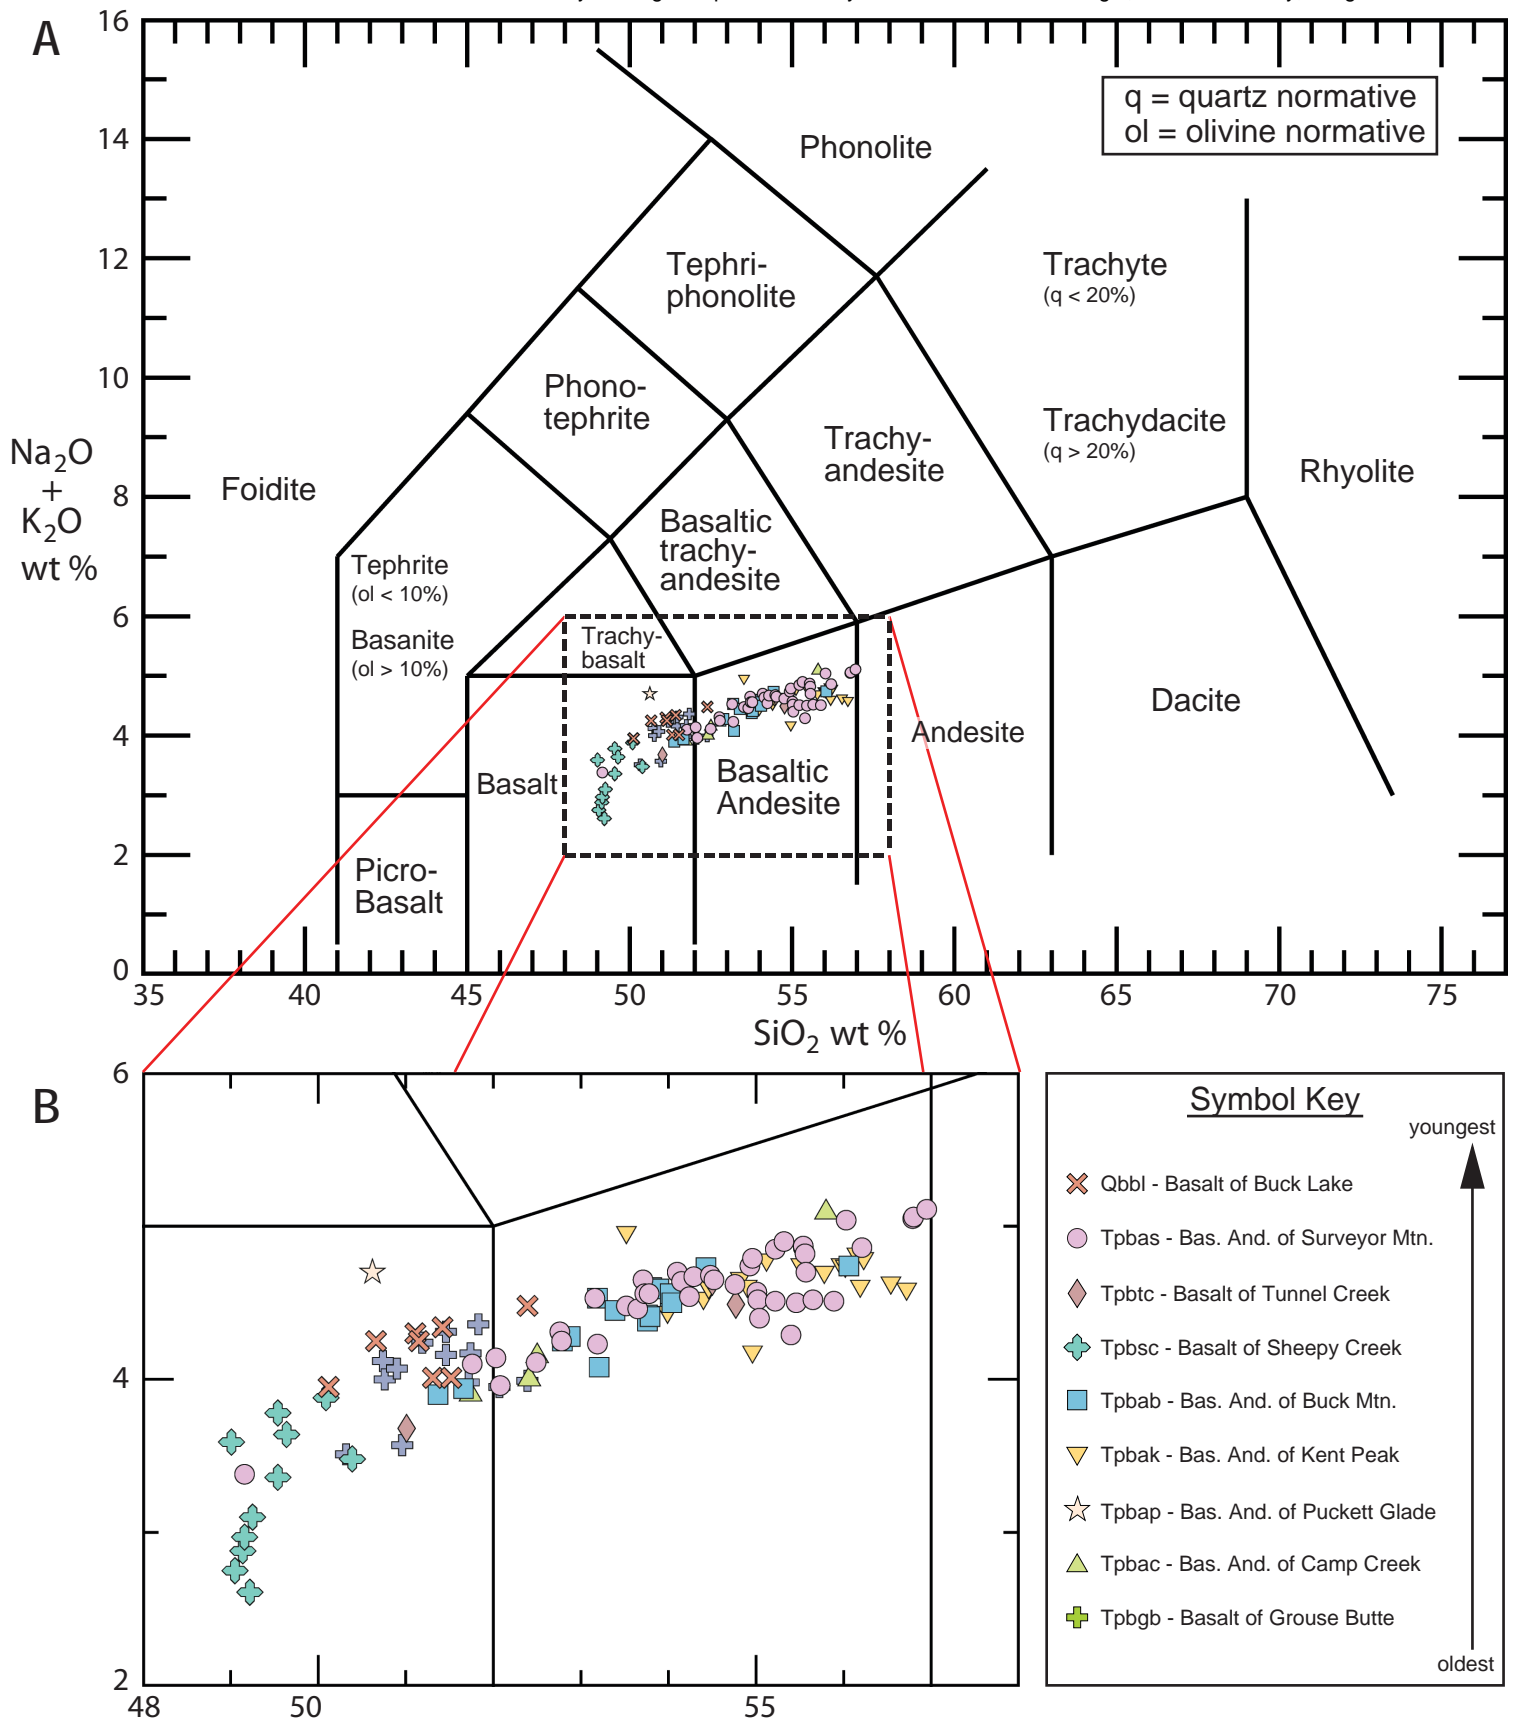 A
16
14
12
10
8
6
4
2
0
Na2O
+
K2O
wt %
q = quartz normative
ol = olivine normative
Phonolite
Tephri-
phonolite
Trachyte
(q < 20%)
Phono-
tephrite
Trachy-
andesite
Trachydacite
(q > 20%)
Rhyolite
Foidite
Basaltic
trachy-
andesite
Tephrite
(ol < 10%)
Basanite
(ol > 10%)
Trachy-
basalt
Dacite
Andesite
Basalt
Basaltic
Andesite
Picro-
Basalt
35 40 45 50 55 60 65 70 75
SiO2 wt %
B
6
4
2
48 50 55
Symbol Key
youngest
Qbbl - Basalt of Buck Lake
Tpbas - Bas. And. of Surveyor Mtn.
Tpbtc - Basalt of Tunnel Creek
Tpbsc - Basalt of Sheepy Creek
Tpbab - Bas. And. of Buck Mtn.
Tpbak - Bas. And. of Kent Peak
Tpbap - Bas. And. of Puckett Glade
Tpbac - Bas. And. of Camp Creek
Tpbgb - Basalt of Grouse Butte
oldest